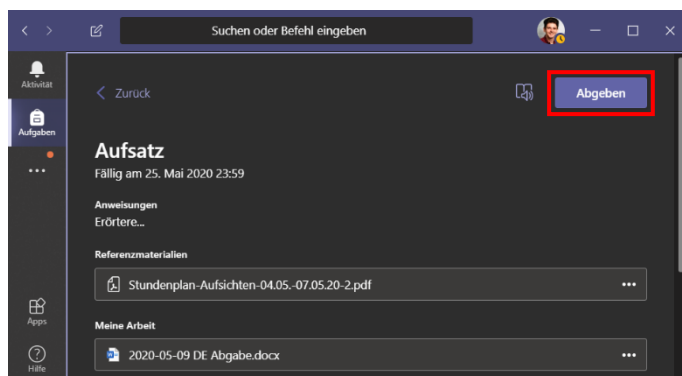 Suchen oder Befehl eingeben
Aktivität
Aufgaben
Apps
Hilfe
Zurück
Abgeben
Aufsatz
Fällig am 25. Mai 2020 23:59
Anweisungen
Erörtere...
Referenzmaterialien
Stundenplan-Aufsichten-04.05.-07.05.20-2.pdf
Meine Arbeit
2020-05-09 DE Abgabe.docx